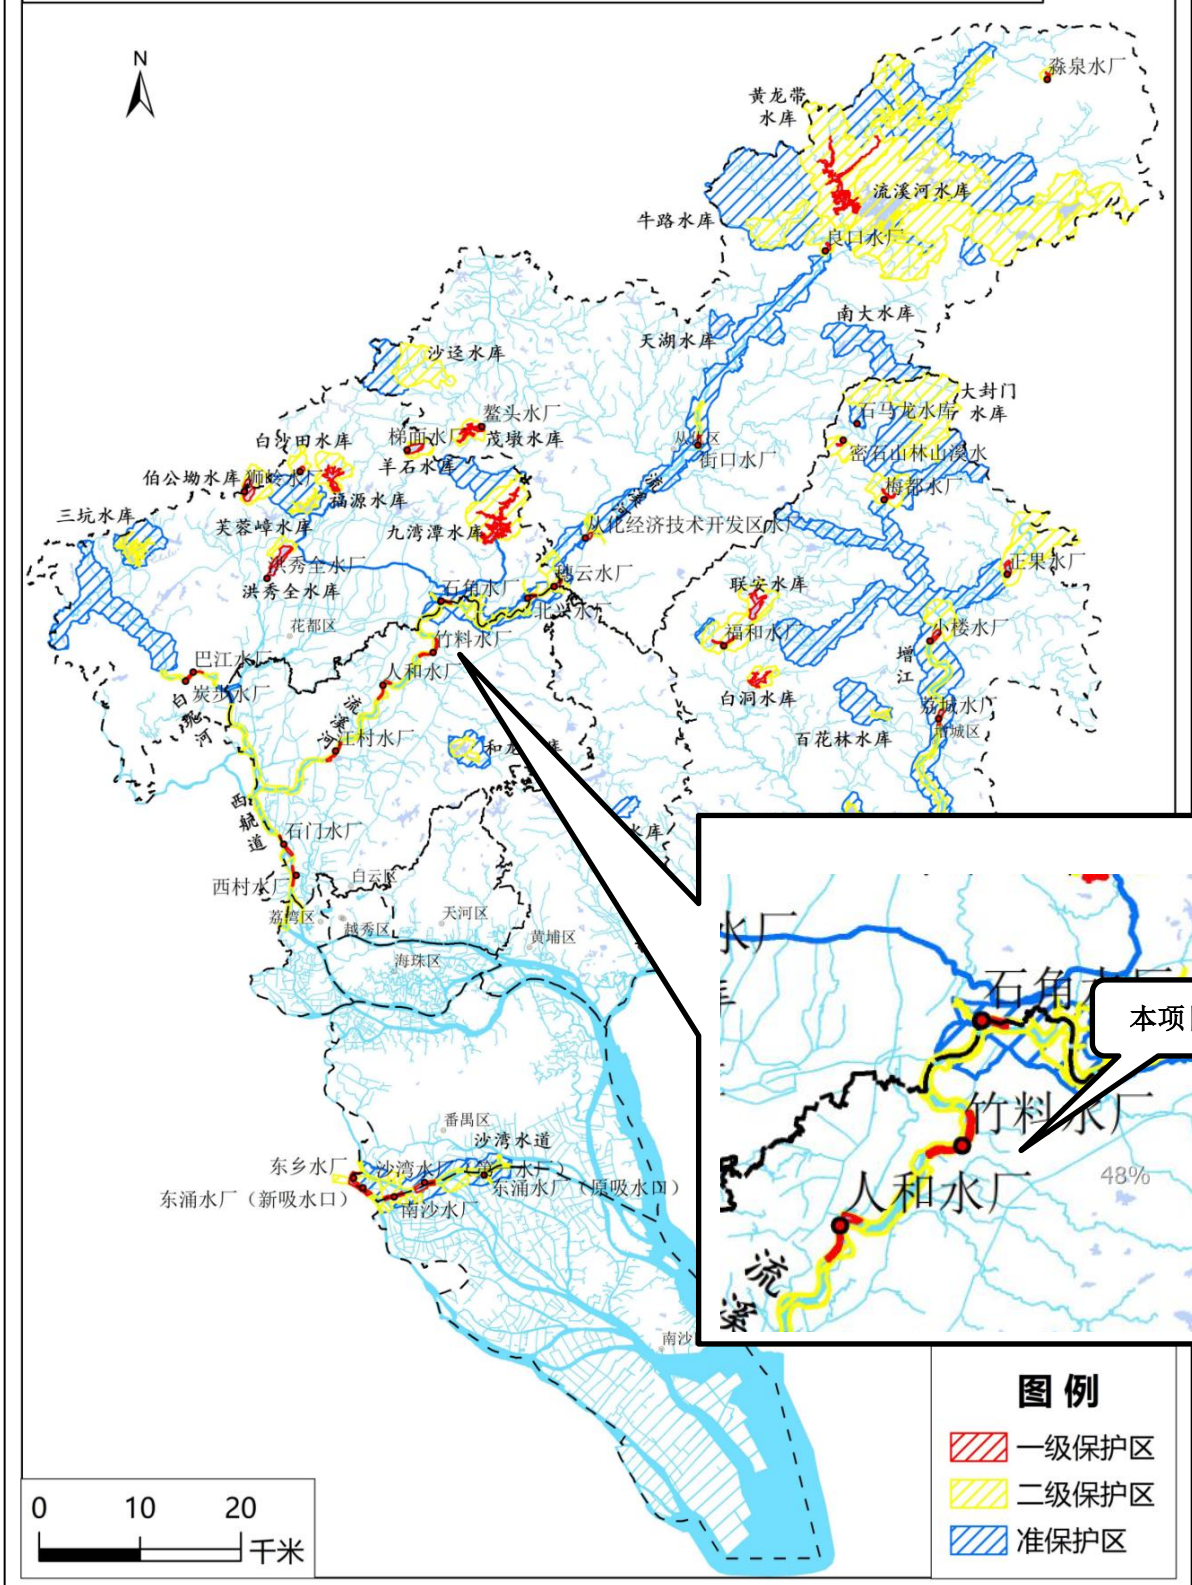 N
淼泉水厂
黄龙带
水库
流溪河水库
牛路水库
良口水厂
南大水库
天湖水库
沙迳水库
大封门
水库
石马龙水库
鳌头水厂
梯面水厂
茂墩水库
白沙田水库
街口水厂
密石山林山溪水
羊石水库
伯公坳水库
狮岭水厂
梅都水厂
福源水库
三坑水库
流溪河
芙蓉嶂水库
九湾潭水库
从化经济技术开发区水厂
洪秀全水厂
正果水厂
穗云水厂
联安水库
洪秀全水库
石角水厂
北兴水厂
花都区
竹料水厂
福和水厂
小楼水厂
巴江水厂
人和水厂
增江
炭步水厂
白坭河
流溪河
白洞水库
荔城水厂
增城区
江村水厂
百花林水库
西航道
石门水厂
水库
西村水厂
白云区
荔湾区
越秀区
天河区
黄埔区
海珠区
水厂
石角水厂
本项
竹料水厂
人和水厂
48%
流
溪
番禺区
沙湾水道
东乡水厂
沙湾水厂
东涌水厂（新吸水口）
东涌水厂（原吸水口）
南沙水厂
南沙
图例
一级保护区
二级保护区
准保护区
0 10 20
千米